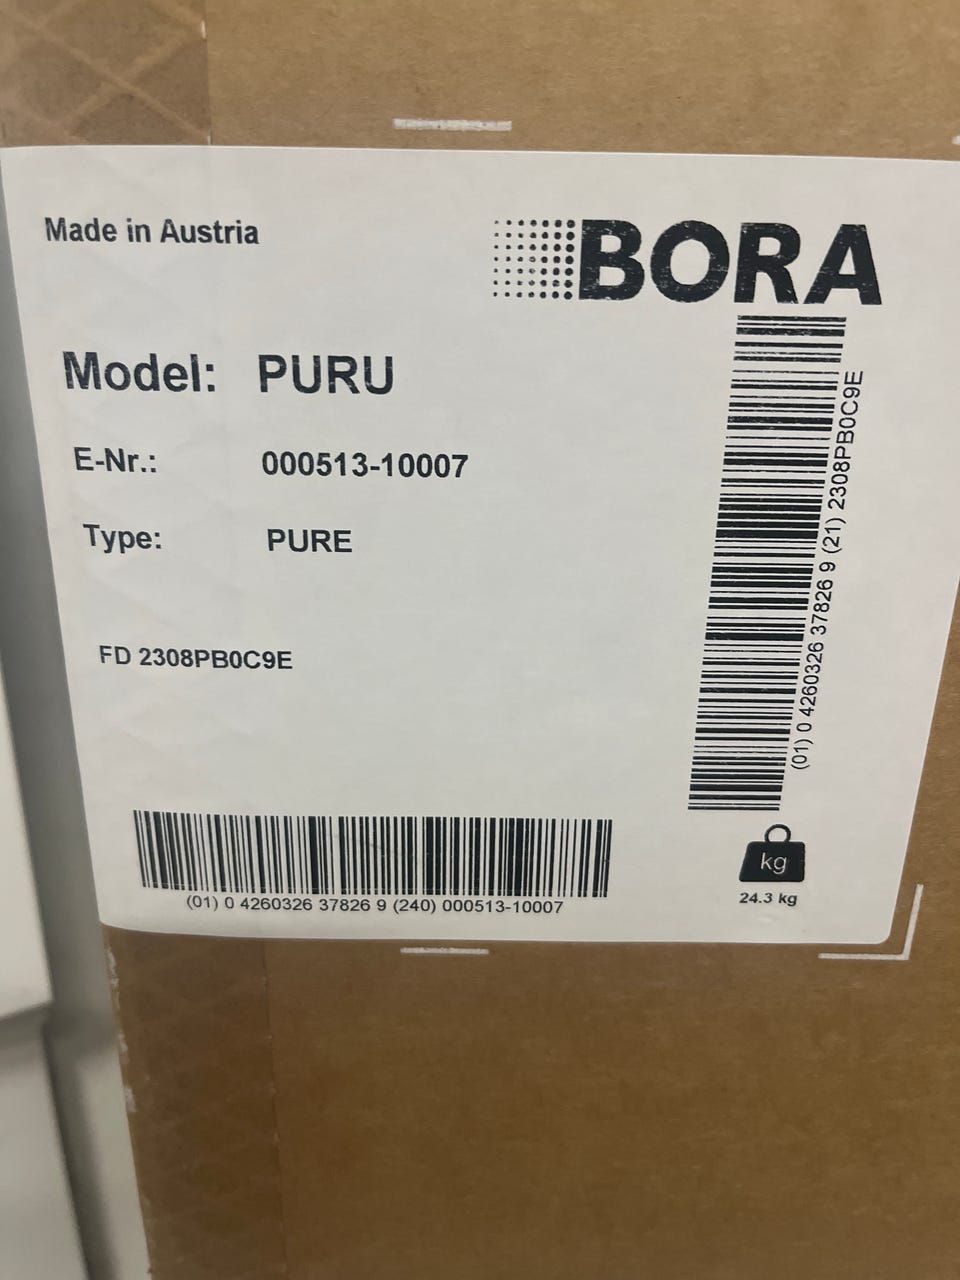 Made in Austria
BORA
Model: PURU
E-Nr.: 000513-10007
Type: PURE
FD 2308PB0C9E
(01) 0 4260326 37826 9 (21) 2308PB0C9E
(01) 0 4260326 37826 9 (240) 000513-10007
kg
24.3 kg